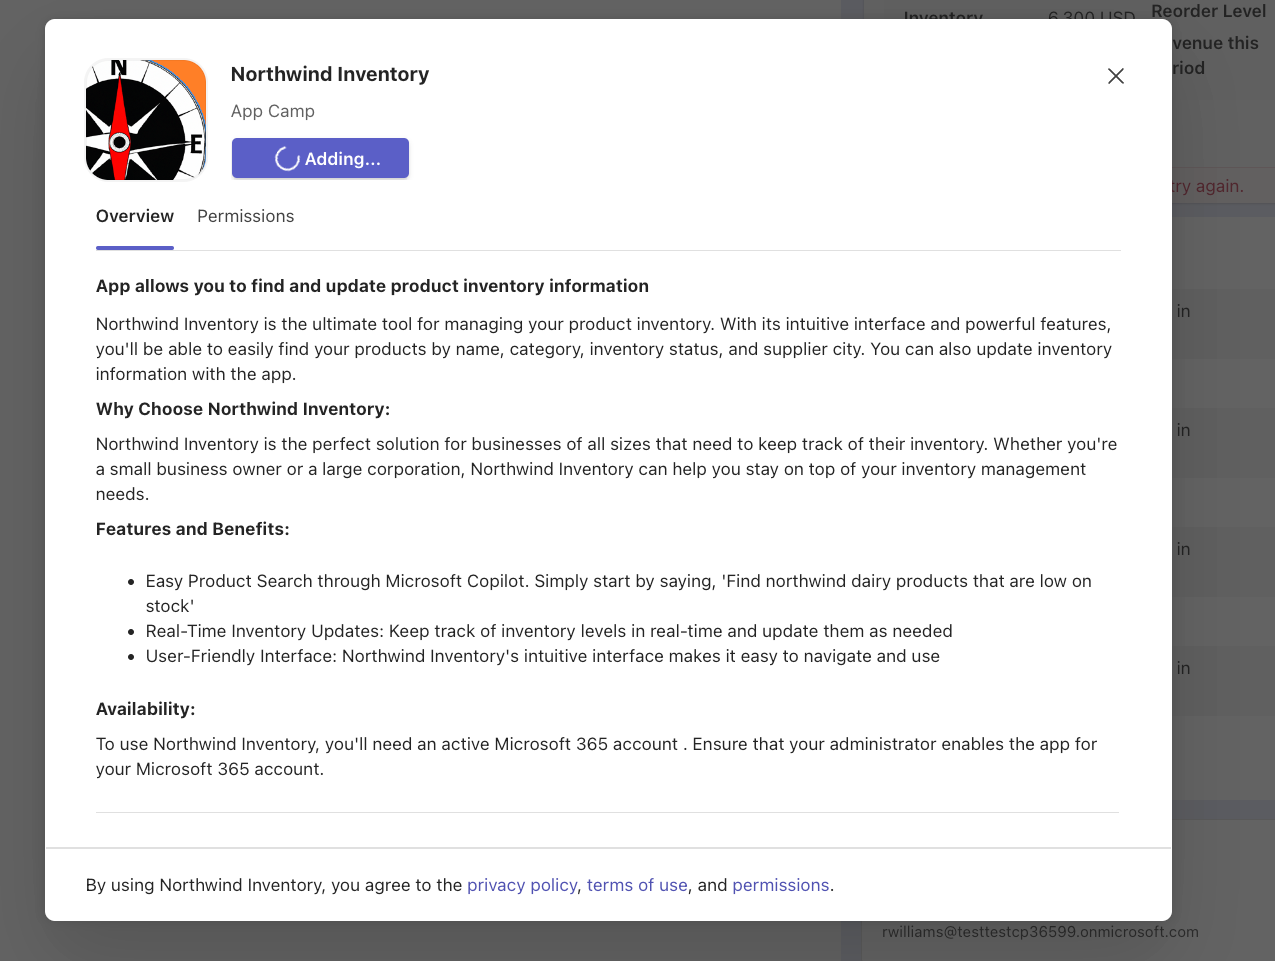 Inventory 6,300 USD Reorder Level
venue this
riod
N
E
Northwind Inventory
App Camp
Adding...
try again.
Overview Permissions
App allows you to find and update product inventory information
Northwind Inventory is the ultimate tool for managing your product inventory. With its intuitive interface and powerful features,
you'll be able to easily find your products by name, category, inventory status, and supplier city. You can also update inventory
information with the app.
in
Why Choose Northwind Inventory:
Northwind Inventory is the perfect solution for businesses of all sizes that need to keep track of their inventory. Whether you're
a small business owner or a large corporation, Northwind Inventory can help you stay on top of your inventory management
needs.
in
Features and Benefits:
in
• Easy Product Search through Microsoft Copilot. Simply start by saying, 'Find northwind dairy products that are low on
stock'
• Real-Time Inventory Updates: Keep track of inventory levels in real-time and update them as needed
• User-Friendly Interface: Northwind Inventory's intuitive interface makes it easy to navigate and use
in
Availability:
To use Northwind Inventory, you'll need an active Microsoft 365 account . Ensure that your administrator enables the app for
your Microsoft 365 account.
By using Northwind Inventory, you agree to the privacy policy, terms of use, and permissions.
rwilliams@testtestcp36599.onmicrosoft.com